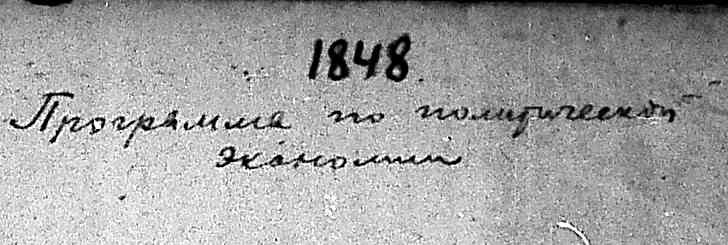 1848
Программа по политической
экономии